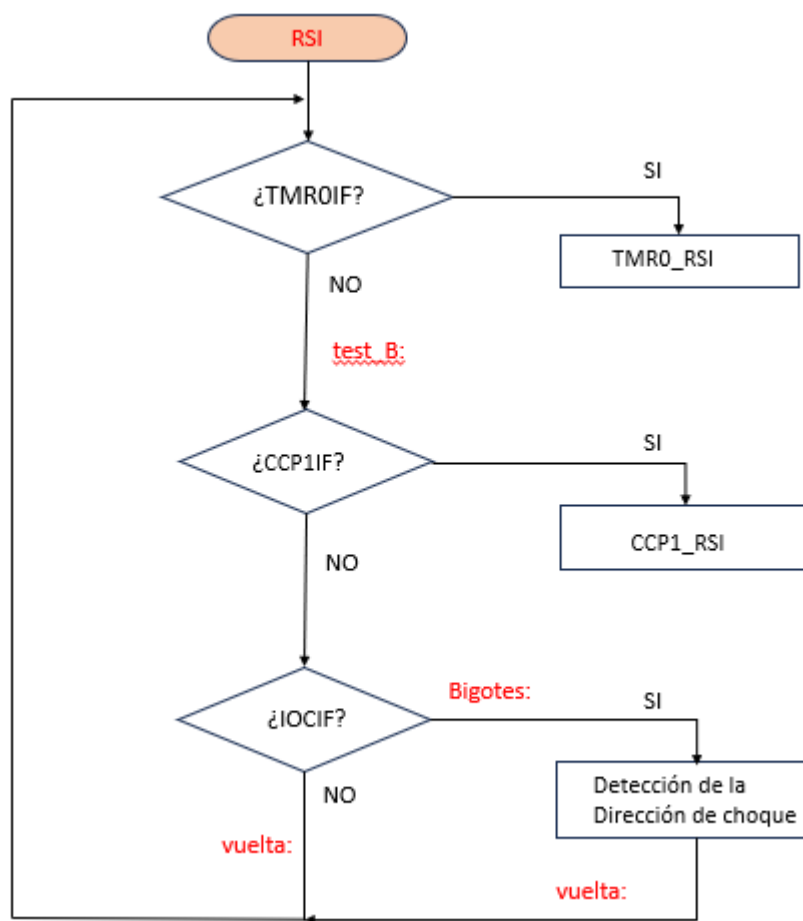 RSI
¿TMR0IF?
SI
TMR0_RSI
NO
test_B:
¿CCP1IF?
SI
CCP1_RSI
NO
Bigotes:
SI
¿IOCIF?
Detección de la
Dirección de choque
NO
vuelta:
vuelta: